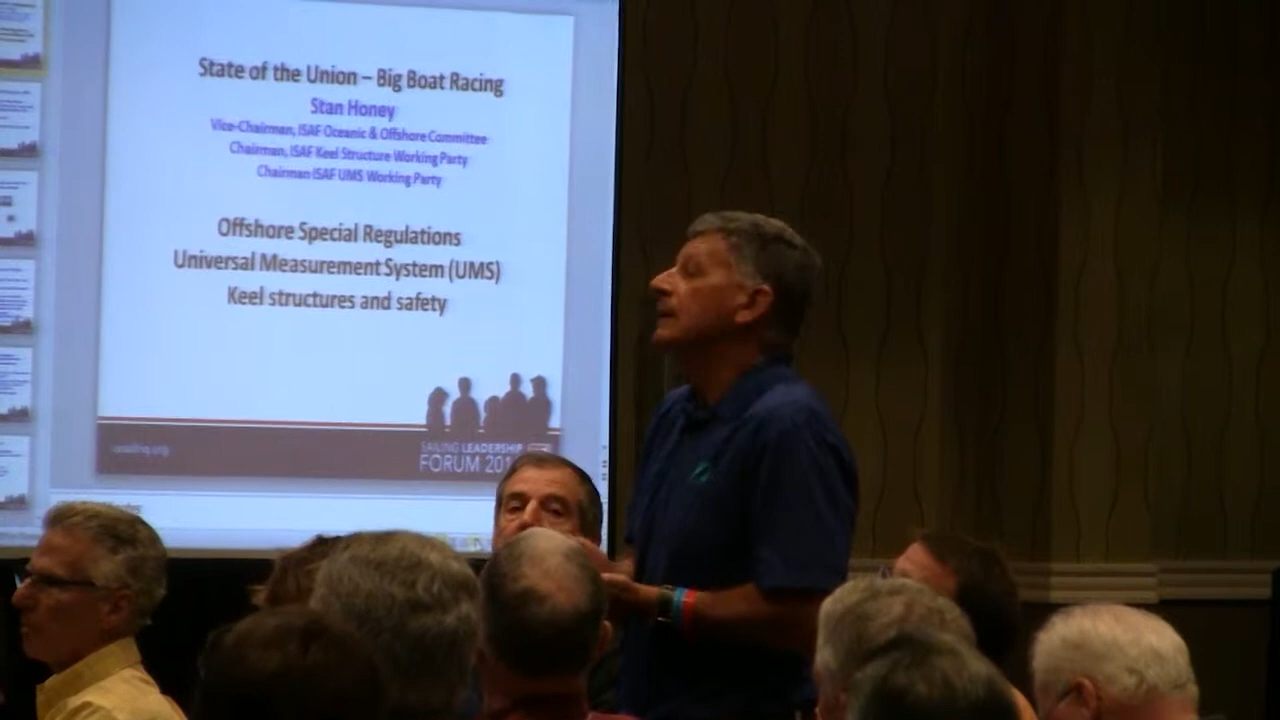 State of the Union – Big Boat Racing
Stan Honey
Vice-Chairman, ISAF Oceanic & Offshore Committee
Chairman, ISAF Keel Structure Working Party
Chairman ISAF UMS Working Party
Offshore Special Regulations
Universal Measurement System (UMS)
Keel structures and safety
SAILING LEADERSHIP
FORUM